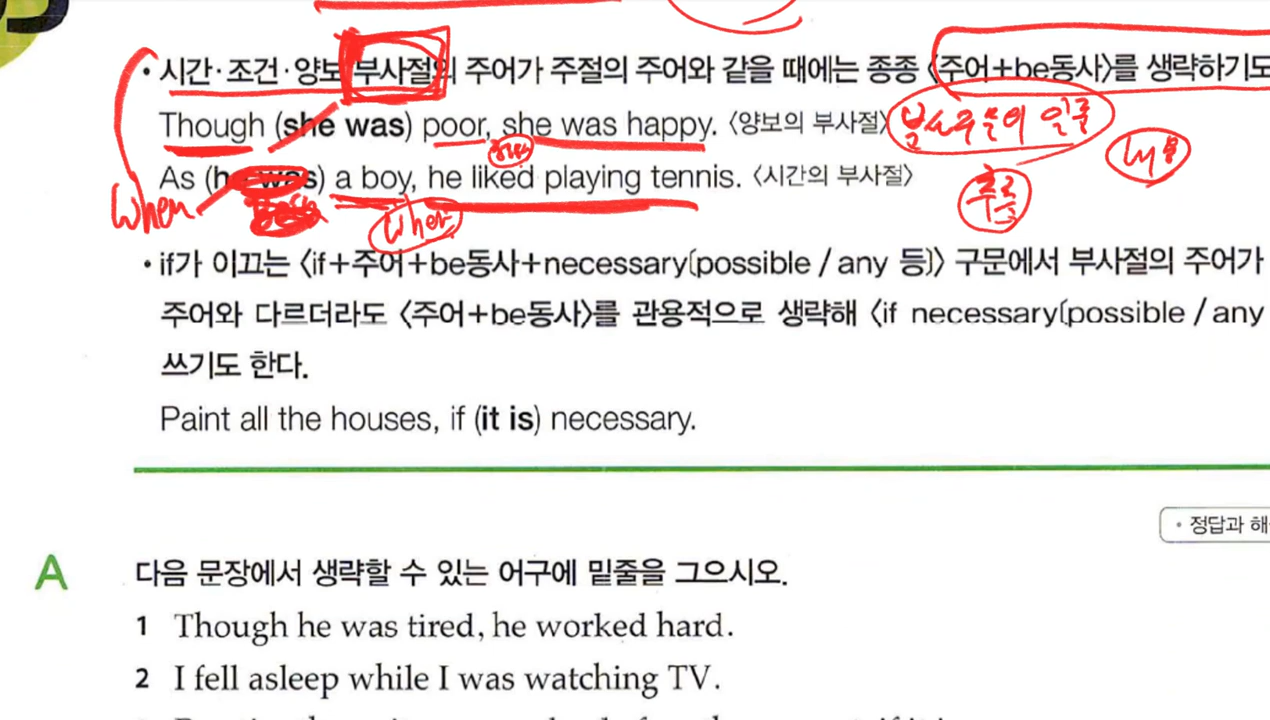 • 시간·조건·양보 부사절의 주어가 주절의 주어와 같을 때에는 종종 〈주어+be동사〉를 생략하기도
Though (she was) poor, she was happy. 〈양보의 부사절〉
As (he was) a boy, he liked playing tennis. 〈시간의 부사절〉
When
when
• if가 이끄는 〈if+주어+be동사+necessary(possible / any 등)〉 구문에서 부사절의 주어가
주어와 다르더라도 〈주어+be동사〉를 관용적으로 생략해 〈if necessary(possible / any
쓰기도 한다.
Paint all the houses, if (it is) necessary.
• 정답과 해
A 다음 문장에서 생략할 수 있는 어구에 밑줄을 그으시오.
1 Though he was tired, he worked hard.
2 I fell asleep while I was watching TV.